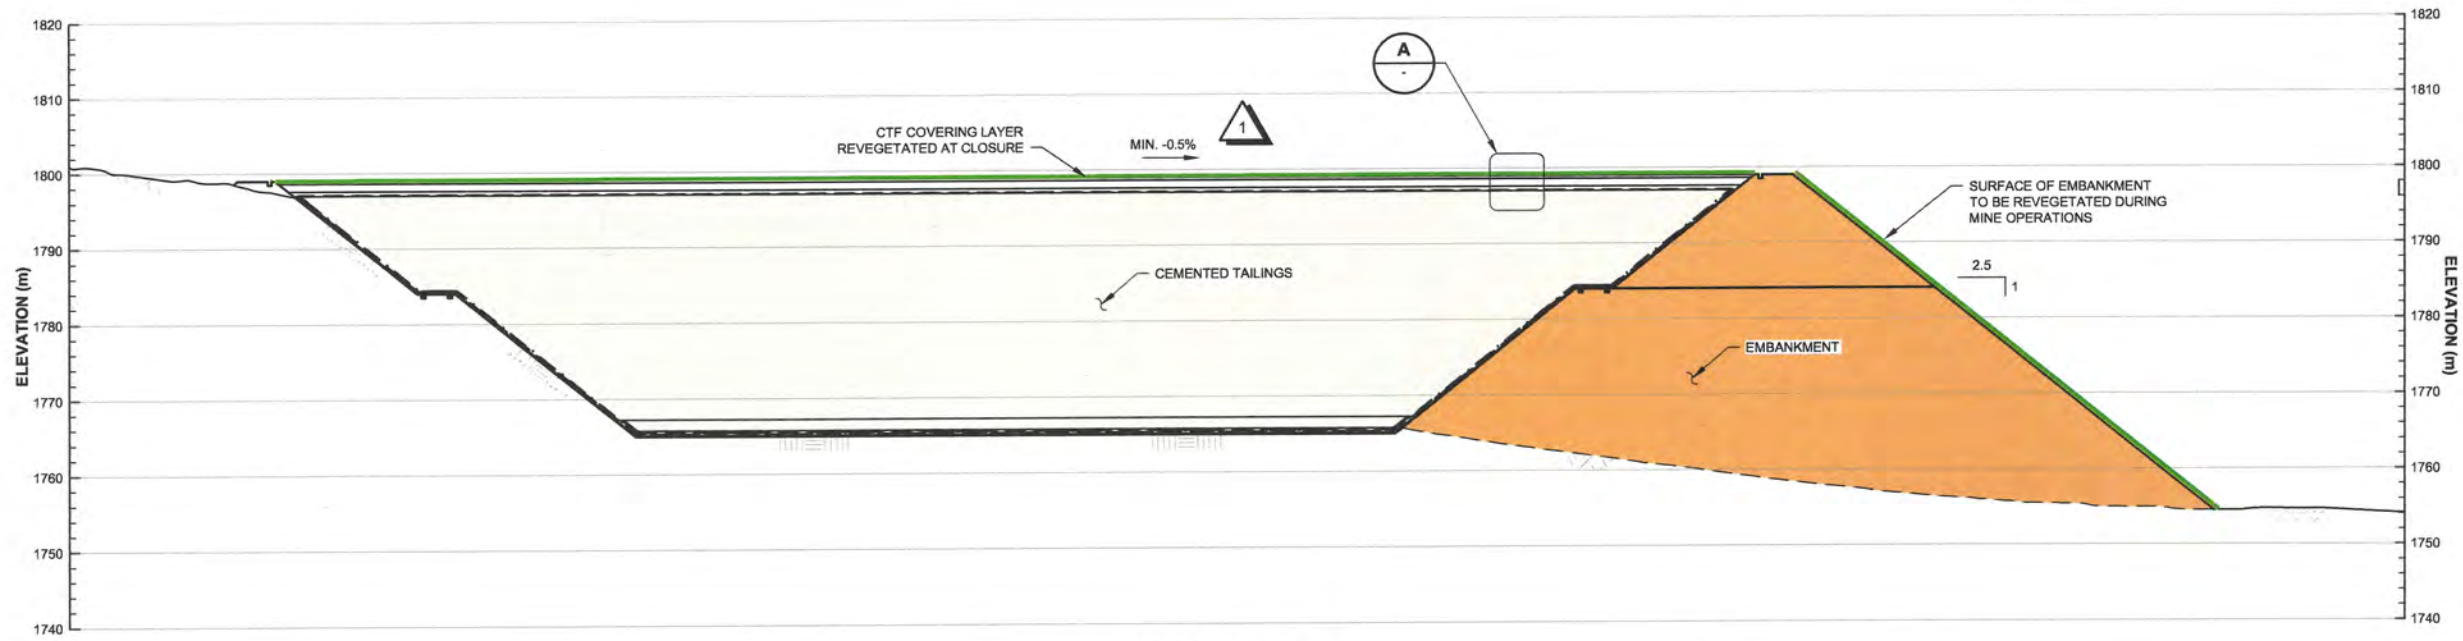 1820
1820
A
-
1810
1810
1
CTF COVERING LAYER
REVEGETATED AT CLOSURE
MIN. -0.5%
1800
1800
SURFACE OF EMBANKMENT
TO BE REVEGETATED DURING
MINE OPERATIONS
1790
1790
CEMENTED TAILINGS
2.5
1
ELEVATION (m)
ELEVATION (m)
1780
1780
EMBANKMENT
1770
1770
1760
1760
1750
1750
1740
1740